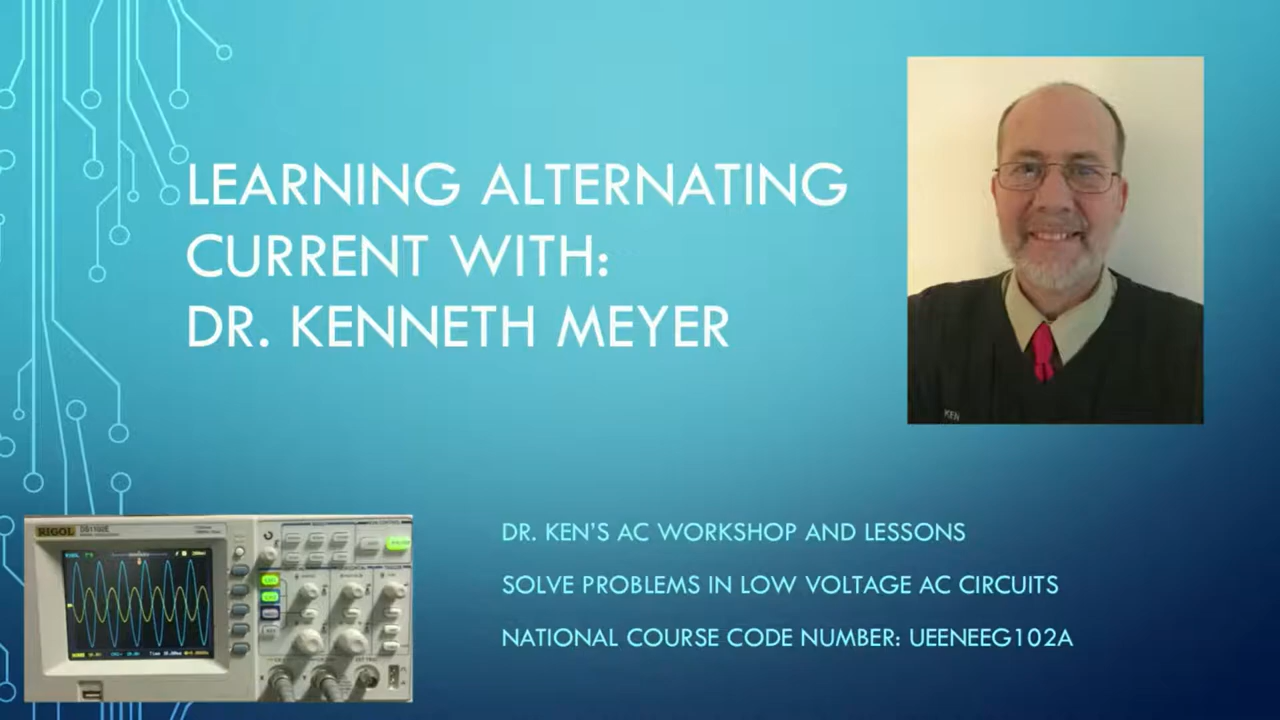 LEARNING ALTERNATING
CURRENT WITH:
DR. KENNETH MEYER
KEN
RIGOL
DR. KEN'S AC WORKSHOP AND LESSONS
SOLVE PROBLEMS IN LOW VOLTAGE AC CIRCUITS
NATIONAL COURSE CODE NUMBER: UEENEEG102A